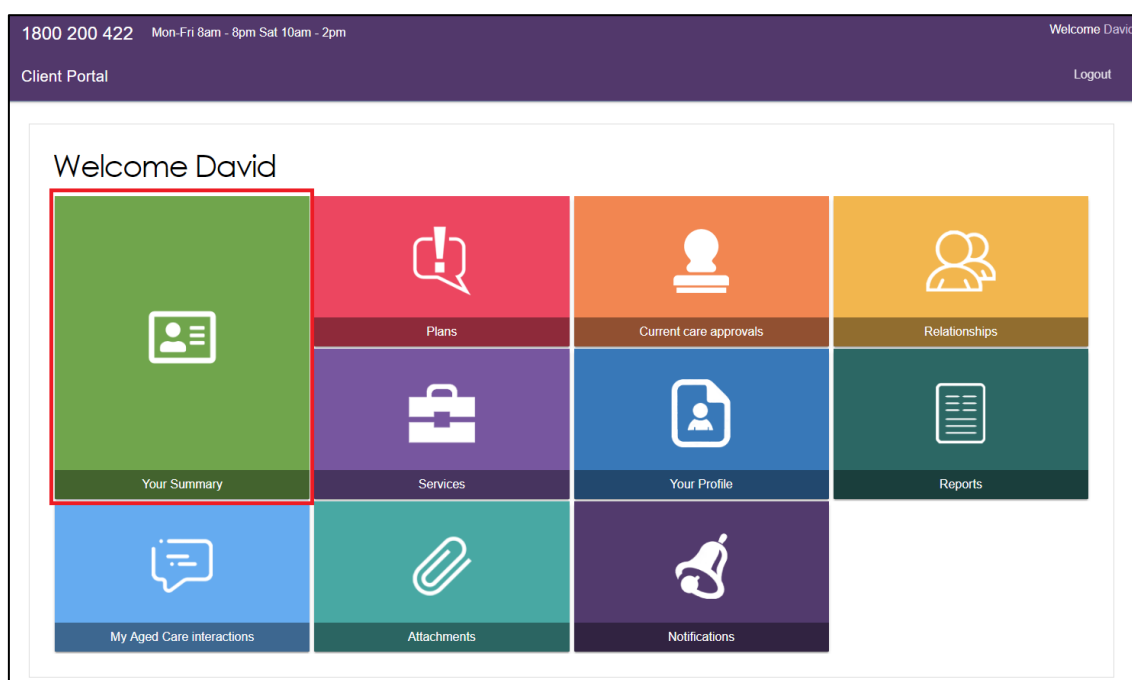 1800 200 422 Mon-Fri 8am - 8pm Sat 10am - 2pm Welcome David
Client Portal Logout
Welcome David
Plans Current care approvals Relationships
Your Summary Services Your Profile Reports
My Aged Care interactions Attachments Notifications